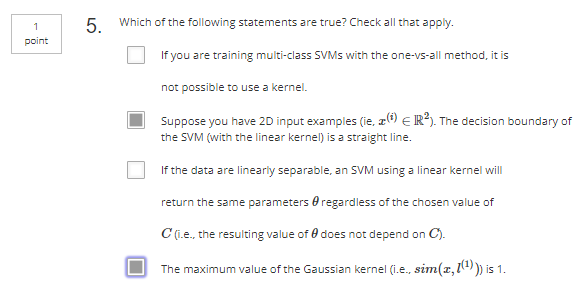 1
point
5. Which of the following statements are true? Check all that apply.
If you are training multi-class SVMs with the one-vs-all method, it is
not possible to use a kernel.
Suppose you have 2D input examples (ie, x⁽ⁱ⁾ ∈ ℝ²). The decision boundary of
the SVM (with the linear kernel) is a straight line.
If the data are linearly separable, an SVM using a linear kernel will
return the same parameters θ regardless of the chosen value of
C (i.e., the resulting value of θ does not depend on C).
The maximum value of the Gaussian kernel (i.e., sim(x, l⁽¹⁾)) is 1.